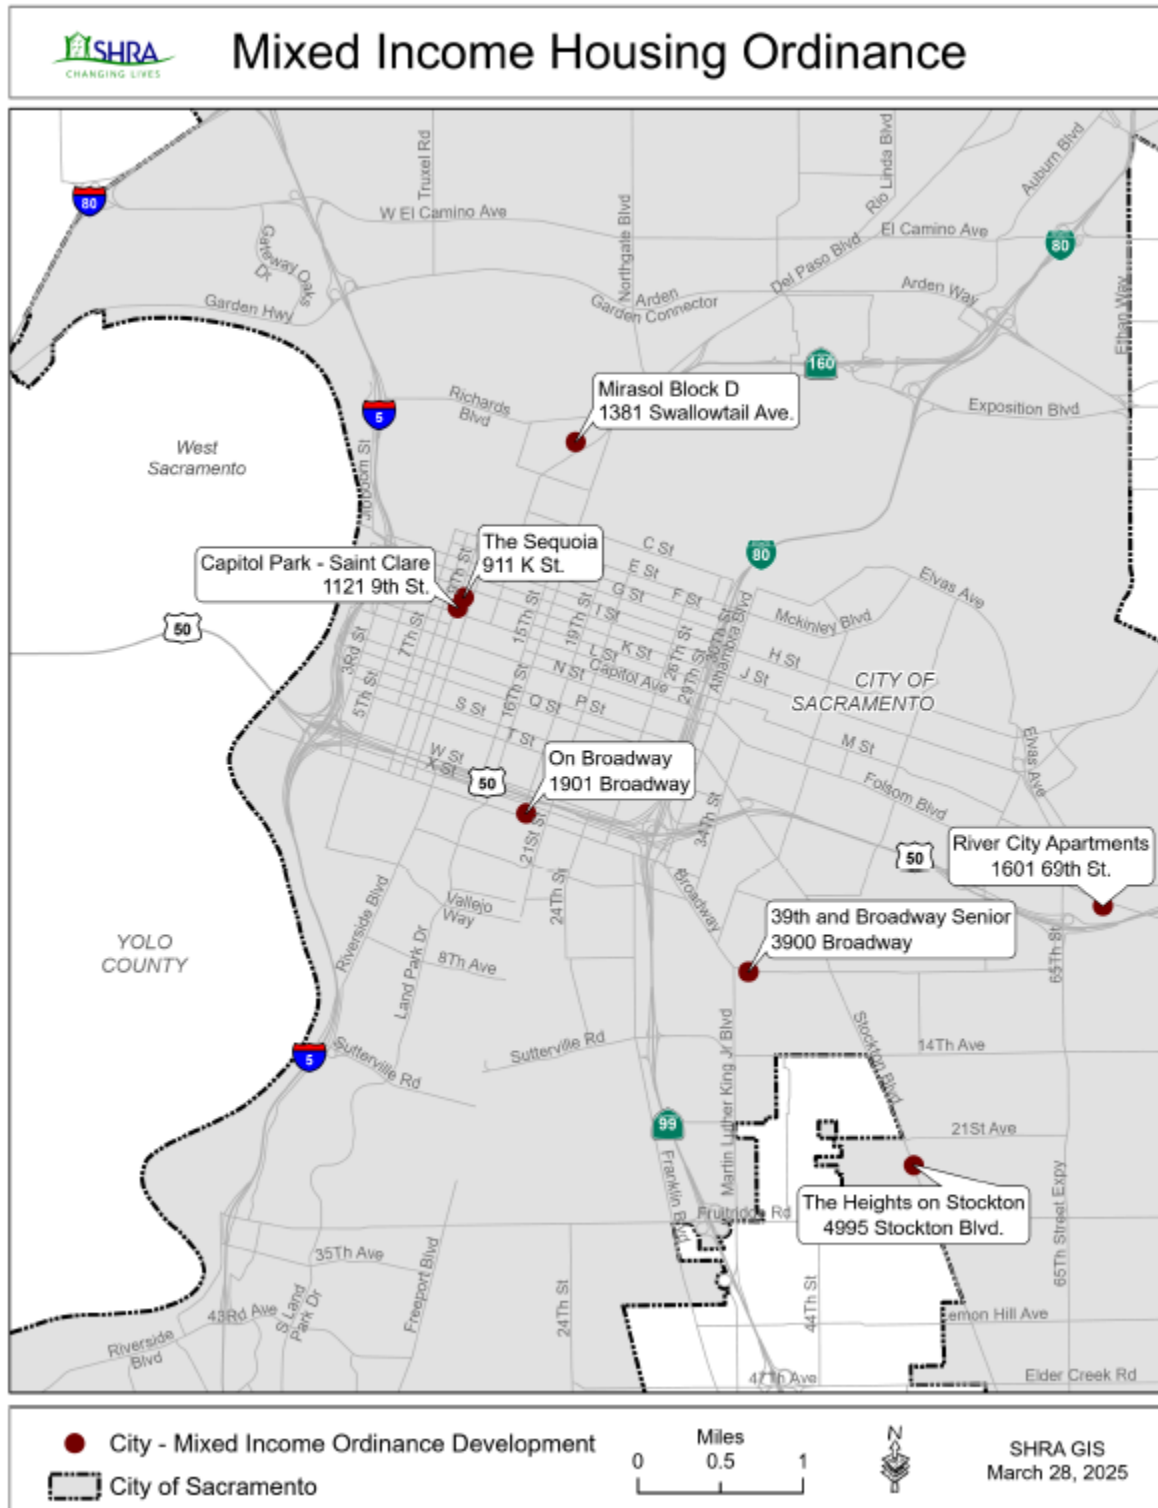 SHRA
CHANGING LIVES
Mixed Income Housing Ordinance
80
Truxel Rd
Northgate Blvd
Rio Linda Blvd
Auburn Blvd
W El Camino Ave
El Camino Ave
80
Gateway Oaks
Dr
Del Paso Blvd
Garden Hwy
Arden
Garden Connector
Arden Way
Ethan Way
160
Mirasol Block D
1381 Swallowtail Ave.
Richards
Blvd
5
Exposition Blvd
West
Sacramento
Jibboom St
The Sequoia
911 K St.
Capitol Park - Saint Clare
1121 9th St.
C St
E St
F St
G St
I St
80
Elvas Ave
Mckinley Blvd
50
3Rd St
5Th St
7Th St
15Th St
16Th St
19Th St
28Th St
29Th St
30Th St
Alhambra Blvd
K St
L St
Capitol Ave
N St
P St
Q St
S St
T St
W St
X St
H St
J St
CITY OF
SACRAMENTO
M St
Elvas Ave
Folsom Blvd
50
On Broadway
1901 Broadway
21St St
34Th St
50
River City Apartments
1601 69th St.
Riverside Blvd
Vallejo
Way
24Th St
Broadway
39th and Broadway Senior
3900 Broadway
65Th St
YOLO
COUNTY
Land Park Dr
8Th Ave
5
Sutterville Rd
Sutterville Rd
Martin Luther King Jr Blvd
Stockton Blvd
14Th Ave
99
21St Ave
Franklin Blvd
Fruitridge Rd
The Heights on Stockton
4995 Stockton Blvd.
65Th Street Expy
35Th Ave
Freeport Blvd
43Rd Ave
S Land
Park Dr
24Th St
44Th St
emon Hill Ave
Riverside
Blvd
47Th Ave
Elder Creek Rd
City - Mixed Income Ordinance Development
City of Sacramento
Miles
0 0.5 1
N
SHRA GIS
March 28, 2025